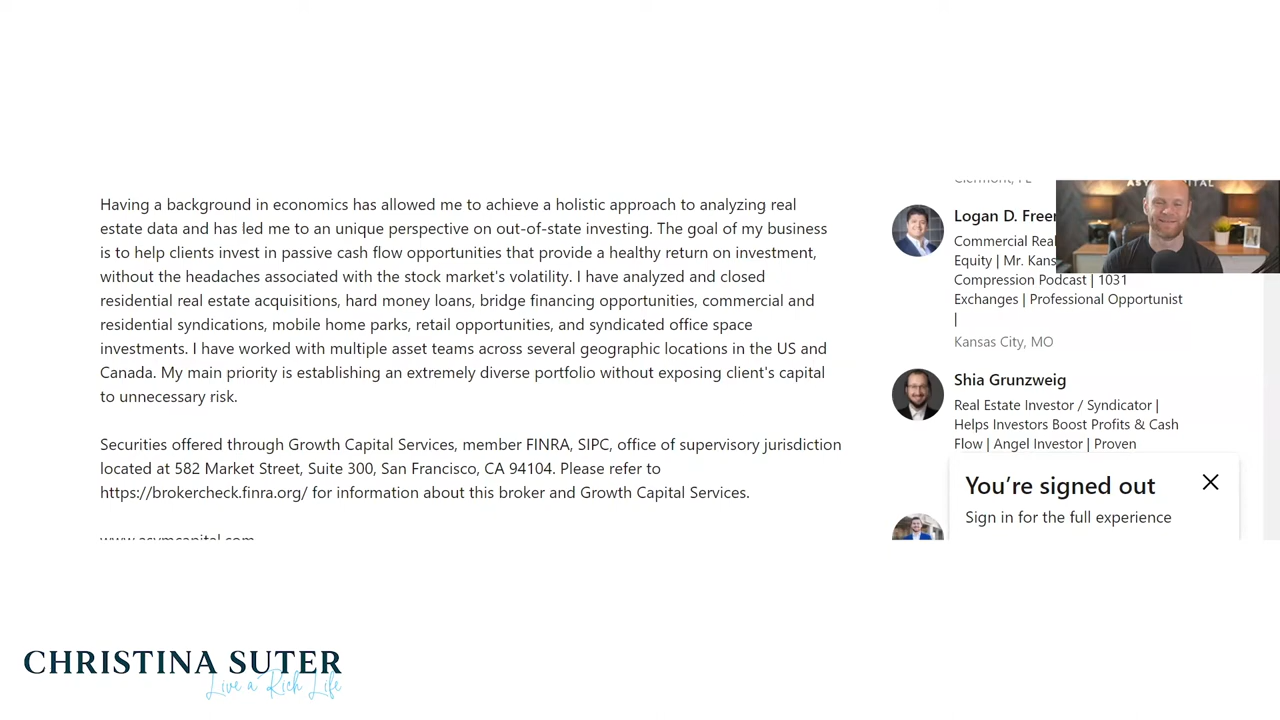 Having a background in economics has allowed me to achieve a holistic approach to analyzing real
estate data and has led me to an unique perspective on out-of-state investing. The goal of my business
is to help clients invest in passive cash flow opportunities that provide a healthy return on investment,
without the headaches associated with the stock market's volatility. I have analyzed and closed
residential real estate acquisitions, hard money loans, bridge financing opportunities, commercial and
residential syndications, mobile home parks, retail opportunities, and syndicated office space
investments. I have worked with multiple asset teams across several geographic locations in the US and
Canada. My main priority is establishing an extremely diverse portfolio without exposing client's capital
to unnecessary risk.
Securities offered through Growth Capital Services, member FINRA, SIPC, office of supervisory jurisdiction
located at 582 Market Street, Suite 300, San Francisco, CA 94104. Please refer to
https://brokercheck.finra.org/ for information about this broker and Growth Capital Services.
www.asymcapital.com
Clermont, FL
Logan D. Freer
Commercial Real
Equity | Mr. Kans
Compression Podcast | 1031
Exchanges | Professional Opportunist
|
Kansas City, MO
Shia Grunzweig
Real Estate Investor / Syndicator |
Helps Investors Boost Profits & Cash
Flow | Angel Investor | Proven
You're signed out
Sign in for the full experience
CHRISTINA SUTER
Live a Rich Life